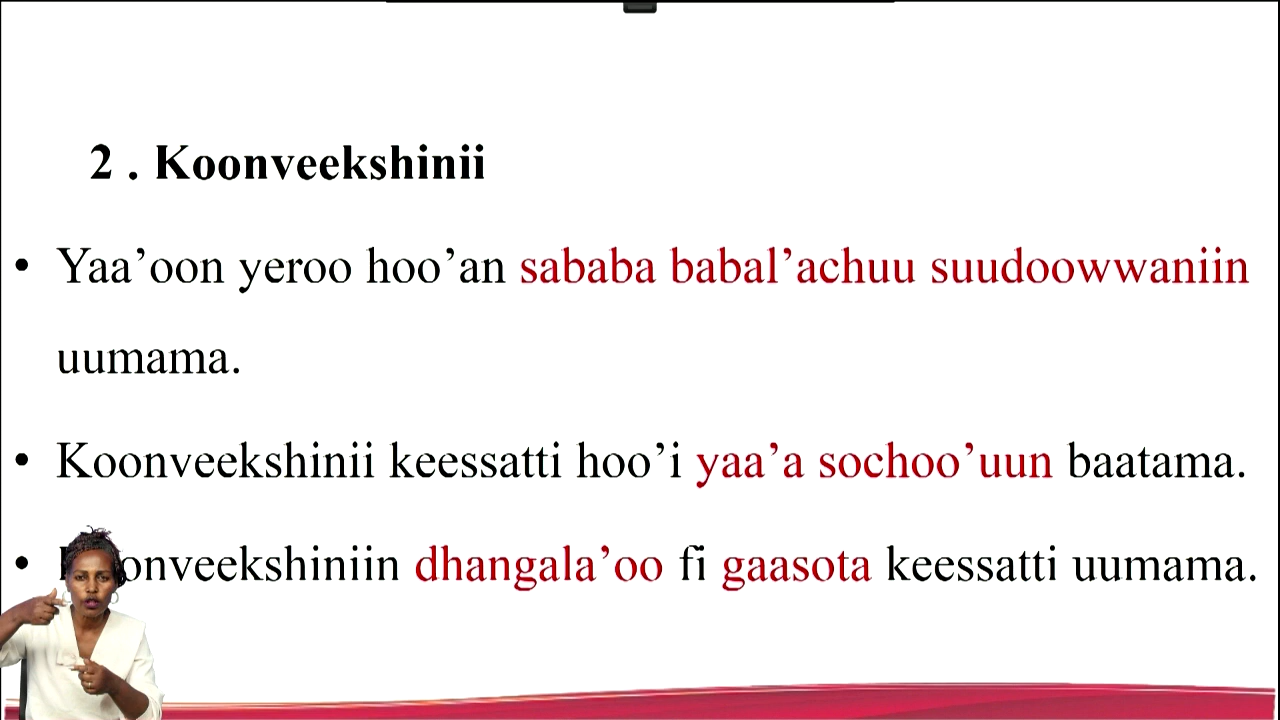 2 . Koonveekshinii
• Yaa’oon yeroo hoo’an sababa babal’achuu suudoowwaniin
uumama.
• Koonveekshinii keessatti hoo’i yaa’a sochoo’uun baatama.
• dhangala’oo fi gaasota keessatti uumama.